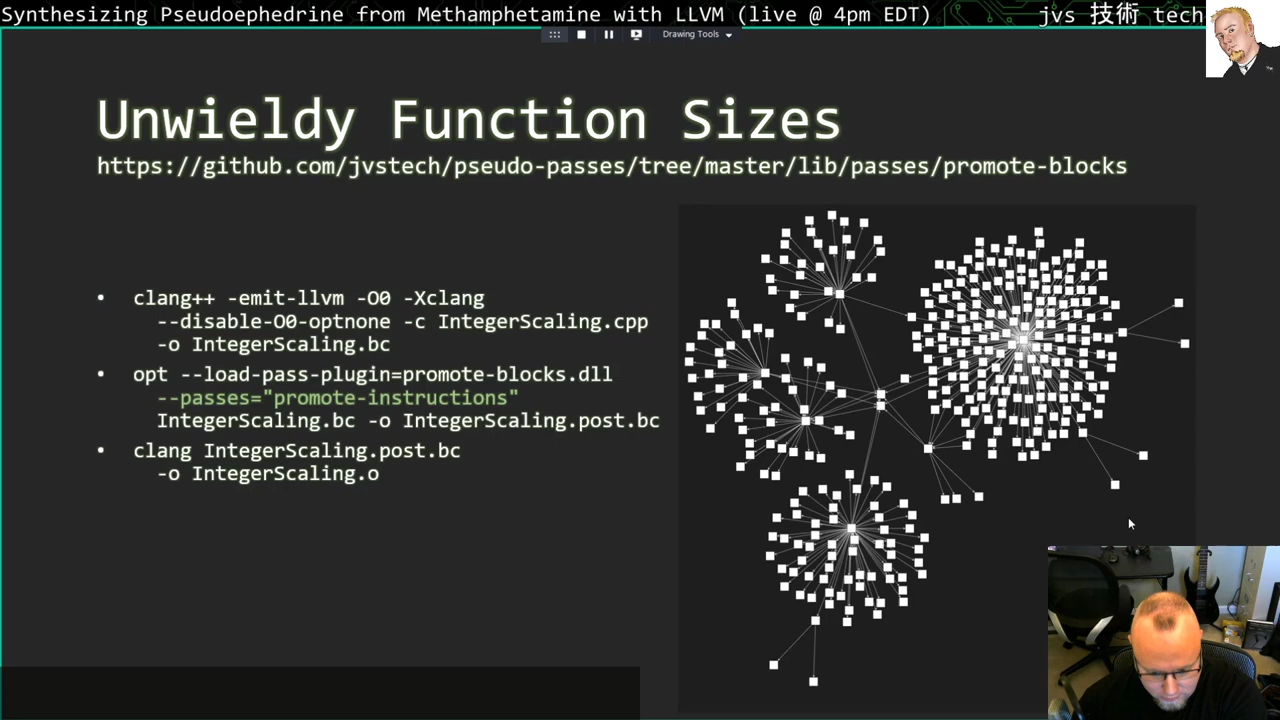 Synthesizing Pseudoephedrine from Methamphetamine with LLVM (live @ 4pm EDT)
jvs 技術 tech
Drawing Tools
Unwieldy Function Sizes
https://github.com/jvstech/pseudo-passes/tree/master/lib/passes/promote-blocks
• clang++ -emit-llvm -O0 -Xclang
--disable-O0-optnone -c IntegerScaling.cpp
-o IntegerScaling.bc
• opt --load-pass-plugin=promote-blocks.dll
--passes="promote-instructions"
IntegerScaling.bc -o IntegerScaling.post.bc
• clang IntegerScaling.post.bc
-o IntegerScaling.o